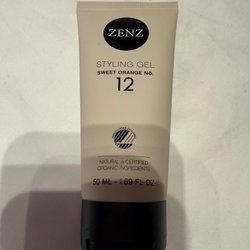 ZENZ
STYLING GEL
SWEET ORANGE NO.
12
NATURAL & CERTIFIED
ORGANIC INGREDIENTS
50 ML - 1.69 FL OZ